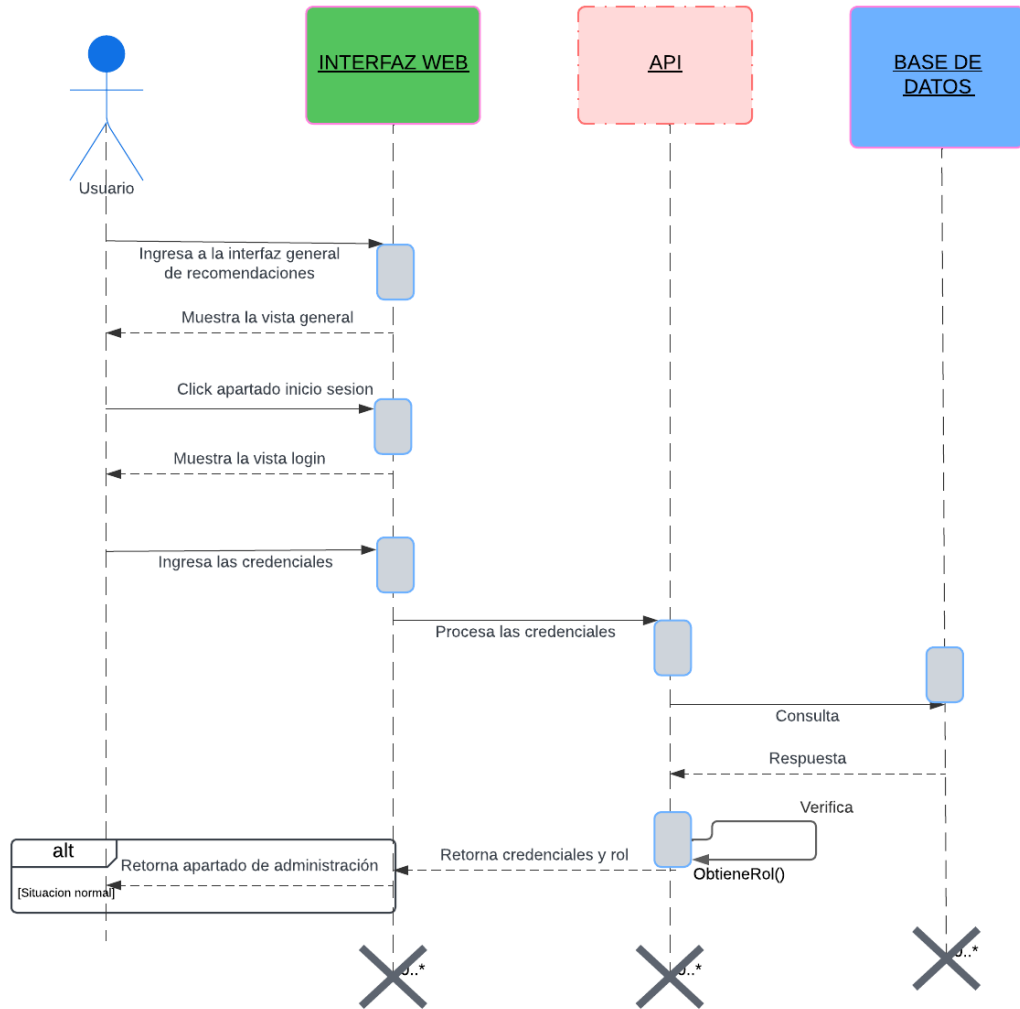 INTERFAZ WEB
API
BASE DE
DATOS
Usuario
Ingresa a la interfaz general
de recomendaciones
Muestra la vista general
Click apartado inicio sesion
Muestra la vista login
Ingresa las credenciales
Procesa las credenciales
Consulta
Respuesta
Verifica
ObtieneRol()
Retorna credenciales y rol
alt
Retorna apartado de administración
[Situacion normal]
..*
..*
..*